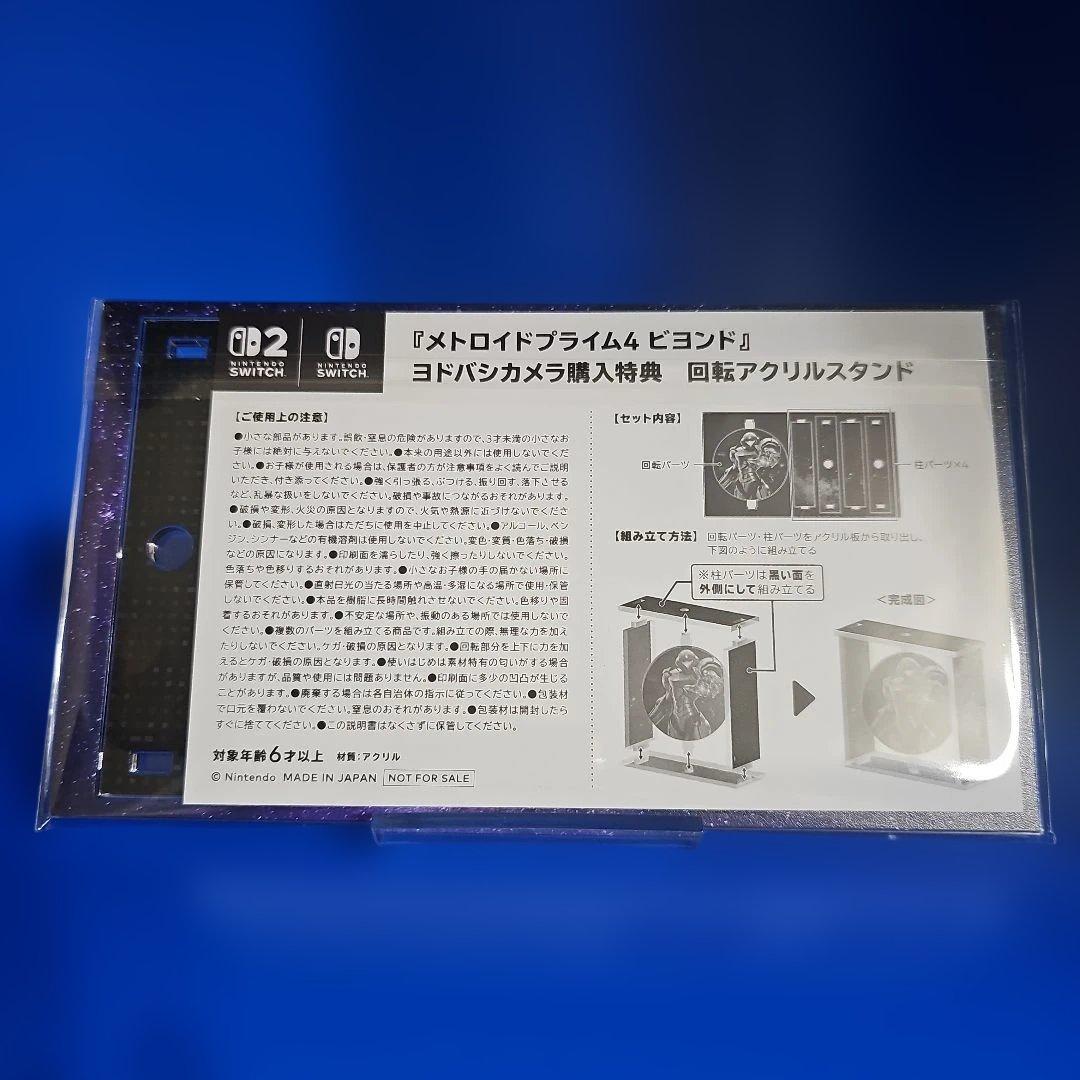 2
NINTENDO
SWITCH
NINTENDO
SWITCH
『メトロイドプライム4 ビヨンド』
ヨドバシカメラ購入特典 回転アクリルスタンド
【ご使用上の注意】
●小さな部品があります。誤飲・窒息の危険がありますので、3才未満の小さなお
子様には絶対に与えないでください。●本来の用途以外には使用しないでくだ
さい。●お子様が使用される場合は、保護者の方が注意事項をよく読んでご説明
いただき、付き添ってください。●強く引っ張る、ぶつける、振り回す、落下させる
など、乱暴な扱いをしないでください。破損や事故につながるおそれがあります。
●破損や変形、火災の原因となりますので、火気や熱源に近づけないでくださ
い。●破損、変形した場合はただちに使用を中止してください。●アルコール、ベン
ジン、シンナーなどの有機溶剤は使用しないでください。変色・変質・色落ち・破損
などの原因になります。●印刷面を濡らしたり、強く擦ったりしないでください。
色落ちや色移りするおそれがあります。●小さなお子様の手の届かない場所に
保管してください。●直射日光の当たる場所や高温・多湿になる場所で使用・保管
しないでください。●本品を樹脂に長時間触れさせないでください。色移りや固
着するおそれがあります。●不安定な場所や、振動のある場所では使用しないで
ください。●複数のパーツを組み立てる商品です。組み立ての際、無理な力を加え
たりしないでください。ケガ・破損の原因となります。●回転部分を上下に力を加
えるとケガ・破損の原因となります。●使いはじめは素材特有の匂いがする場合
がありますが、品質や使用には問題ありません。●印刷面に多少の凹凸が生じる
ことがあります。●廃棄する場合は各自治体の指示に従ってください。●包装材
で口元を覆わないでください。窒息のおそれがあります。●包装材は開封したら
すぐに捨ててください。●この説明書はなくさずに保管してください。
対象年齢6才以上 材質:アクリル
© Nintendo MADE IN JAPAN NOT FOR SALE
【セット内容】
回転パーツ
柱パーツ×4
【組み立て方法】 回転パーツ・柱パーツをアクリル板から取り出し、
下図のように組み立てる
※柱パーツは黒い面を
外側にして組み立てる
＜完成図＞